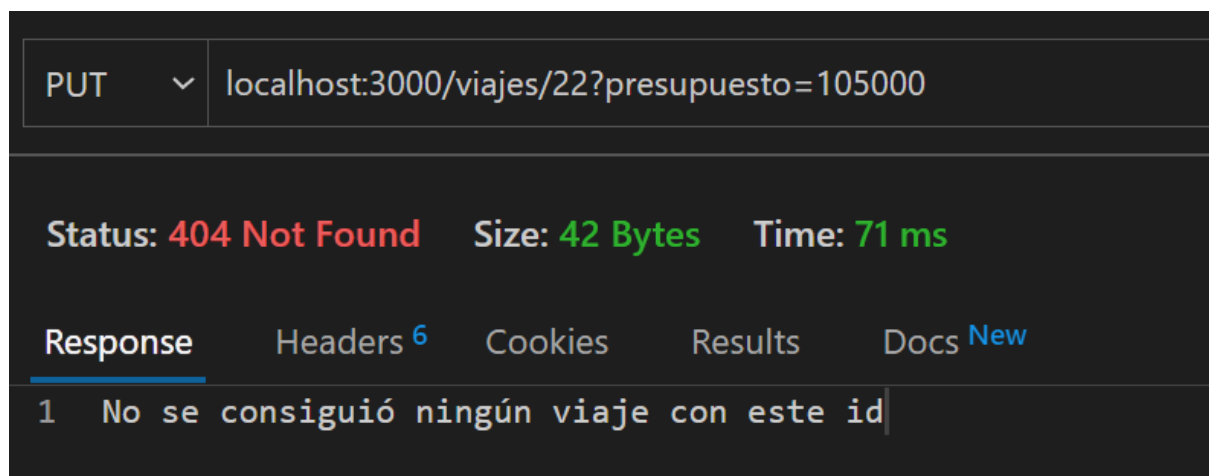 PUT localhost:3000/viajes/22?presupuesto=105000
Status: 404 Not Found Size: 42 Bytes Time: 71 ms
Response Headers 6 Cookies Results Docs New
1 No se consiguió ningún viaje con este id